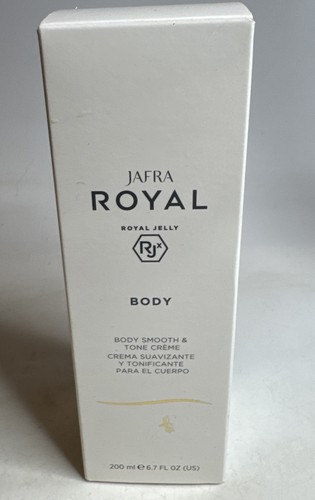 JAFRA
ROYAL
ROYAL JELLY
RJx
BODY
BODY SMOOTH &
TONE CRÈME
CREMA SUAVIZANTE
Y TONIFICANTE
PARA EL CUERPO
200 ml ℮ 6.7 FL OZ (US)